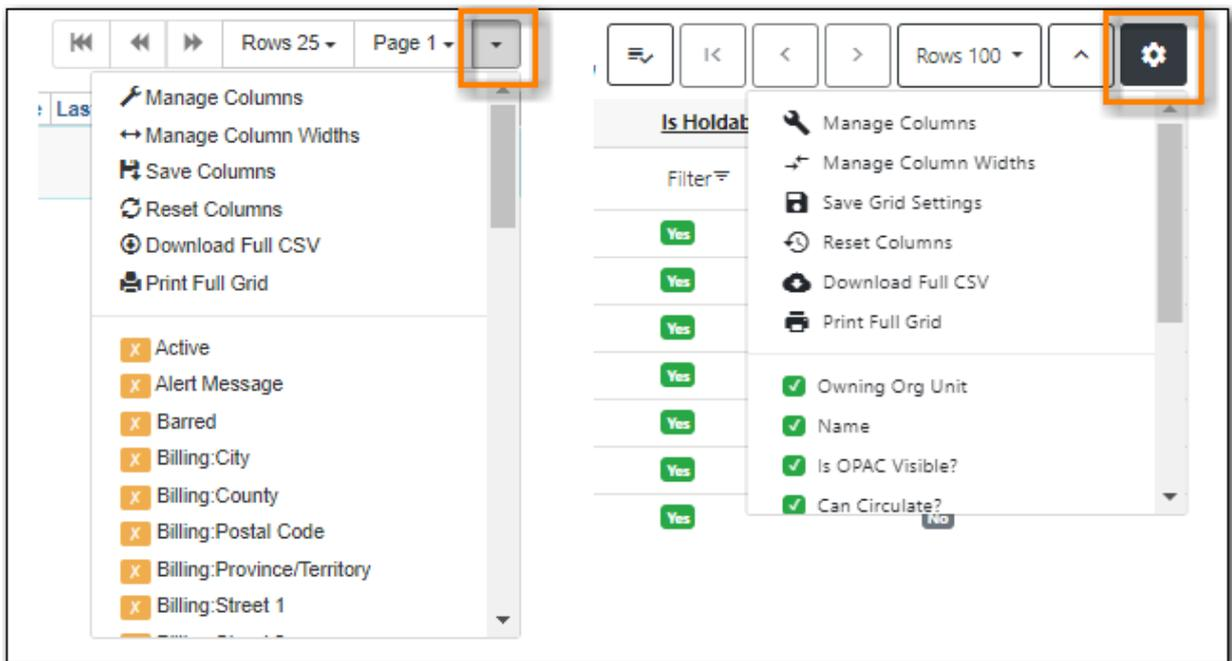 Rows 25 Page 1
Las
Manage Columns
Manage Column Widths
Save Columns
Reset Columns
Download Full CSV
Print Full Grid
X Active
X Alert Message
X Barred
X Billing:City
X Billing:County
X Billing:Postal Code
X Billing:Province/Territory
X Billing:Street 1
Rows 100
Is Holdab
Filter
Yes
Yes
Yes
Yes
Yes
Yes
Yes
Manage Columns
Manage Column Widths
Save Grid Settings
Reset Columns
Download Full CSV
Print Full Grid
Owning Org Unit
Name
Is OPAC Visible?
Can Circulate?
No